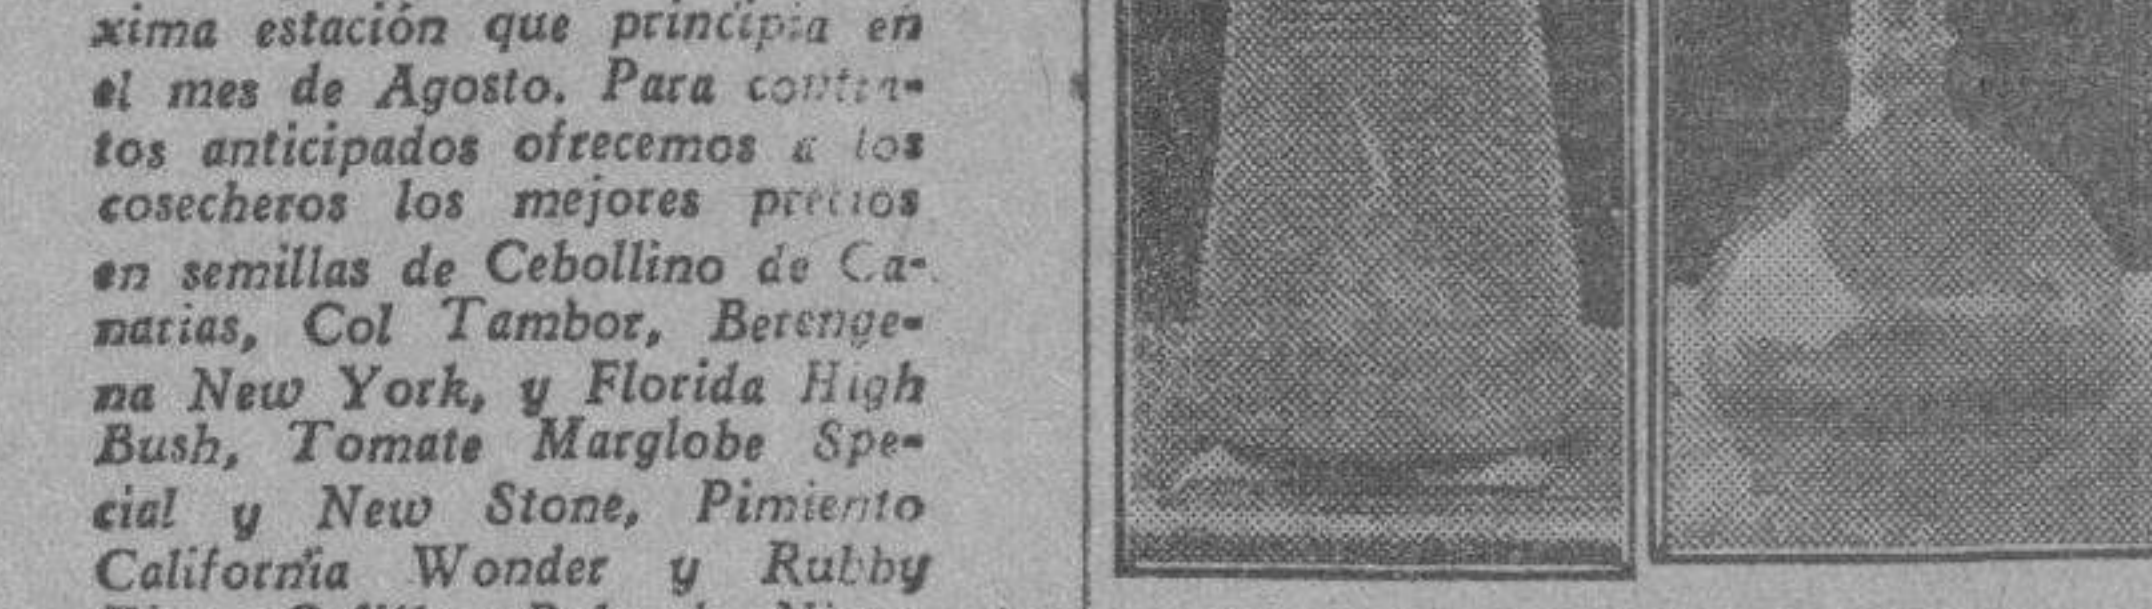 xima estación que principia en
el mes de Agosto. Para contra-
tos anticipados ofrecemos a los
cosecheros los mejores precios
en semillas de Cebollino de Ca-
narias, Col Tambor, Berenge-
na New York, y Florida High
Bush, Tomate Marglobe Spe-
cial y New Stone, Pimiento
California Wonder y Rubby